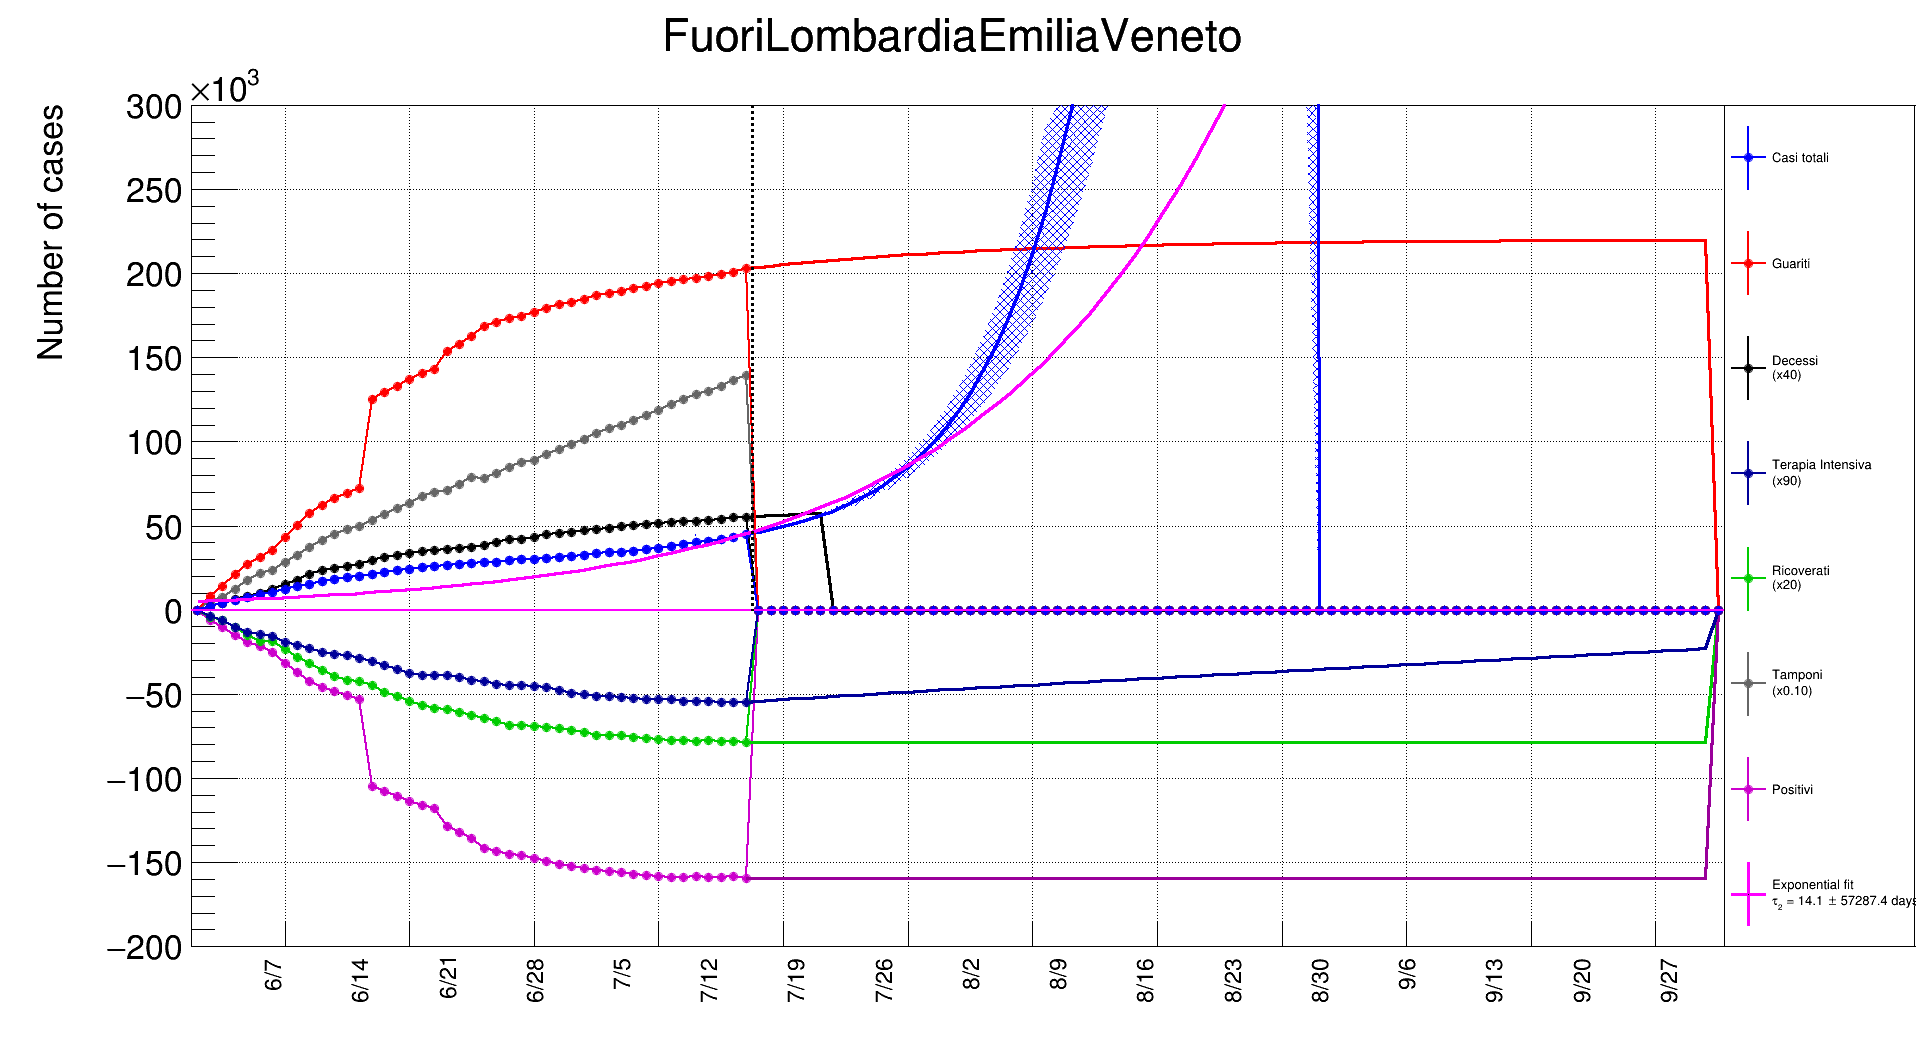 FuoriLombardiaEmiliaVeneto
×10³
Number of cases
300
250
200
150
100
50
0
−50
−100
−150
−200
6/7
6/14
6/21
6/28
7/5
7/12
7/19
7/26
8/2
8/9
8/16
8/23
8/30
9/6
9/13
9/20
9/27
Casi totali
Guariti
Decessi
(x40)
Terapia Intensiva
(x90)
Ricoverati
(x20)
Tamponi
(x0.10)
Positivi
Exponential fit
τ₂ = 14.1 ± 57287.4 days